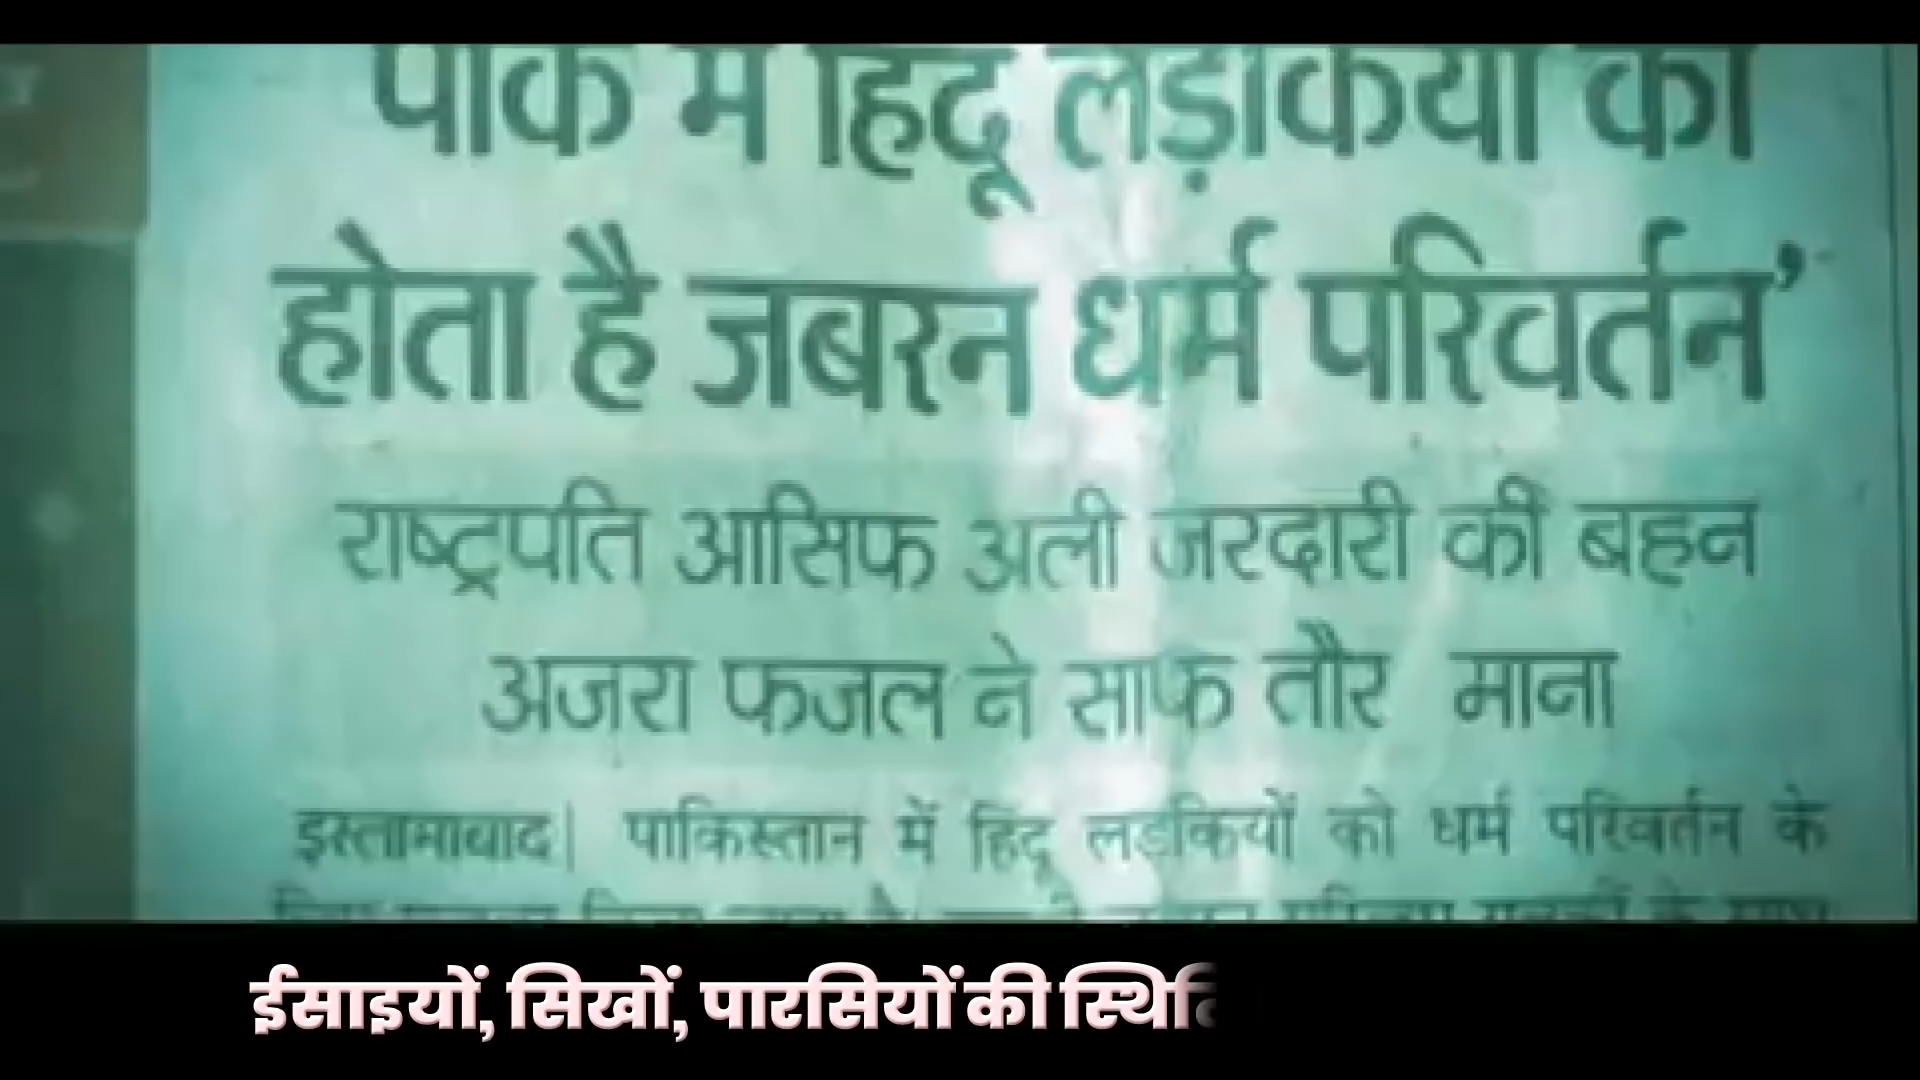 पाक में हिंदू लड़कियों का
होता है जबरन धर्म परिवर्तन’
राष्ट्रपति आसिफ अली जरदारी की बहन
अजरा फजल ने साफ तौर माना
इस्लामाबाद| पाकिस्तान में हिंदू लड़कियों को धर्म परिवर्तन के
ईसाइयों, सिखों, पारसियों की